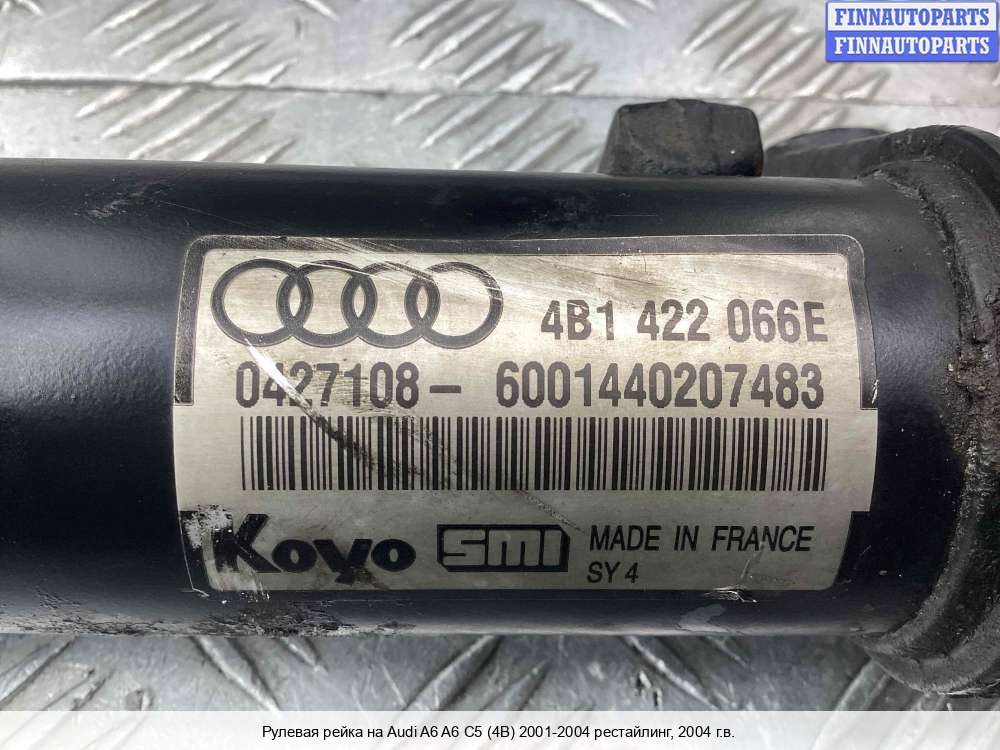 FINNAUTOPARTS
FINNAUTOPARTS
4B1 422 066E
0427108- 6001440207483
Koyo SMI MADE IN FRANCE
SY 4
Рулевая рейка на Audi A6 A6 C5 (4B) 2001-2004 рестайлинг, 2004 г.в.